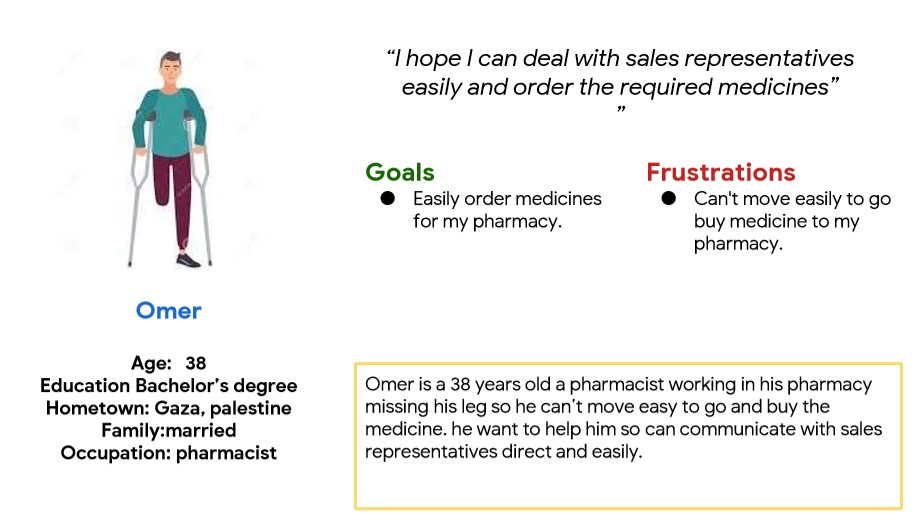 “I hope I can deal with sales representatives
easily and order the required medicines”
”
Goals
● Easily order medicines
for my pharmacy.
Frustrations
● Can't move easily to go
buy medicine to my
pharmacy.
Omer
Age: 38
Education Bachelor’s degree
Hometown: Gaza, palestine
Family:married
Occupation: pharmacist
Omer is a 38 years old a pharmacist working in his pharmacy
missing his leg so he can’t move easy to go and buy the
medicine. he want to help him so can communicate with sales
representatives direct and easily.